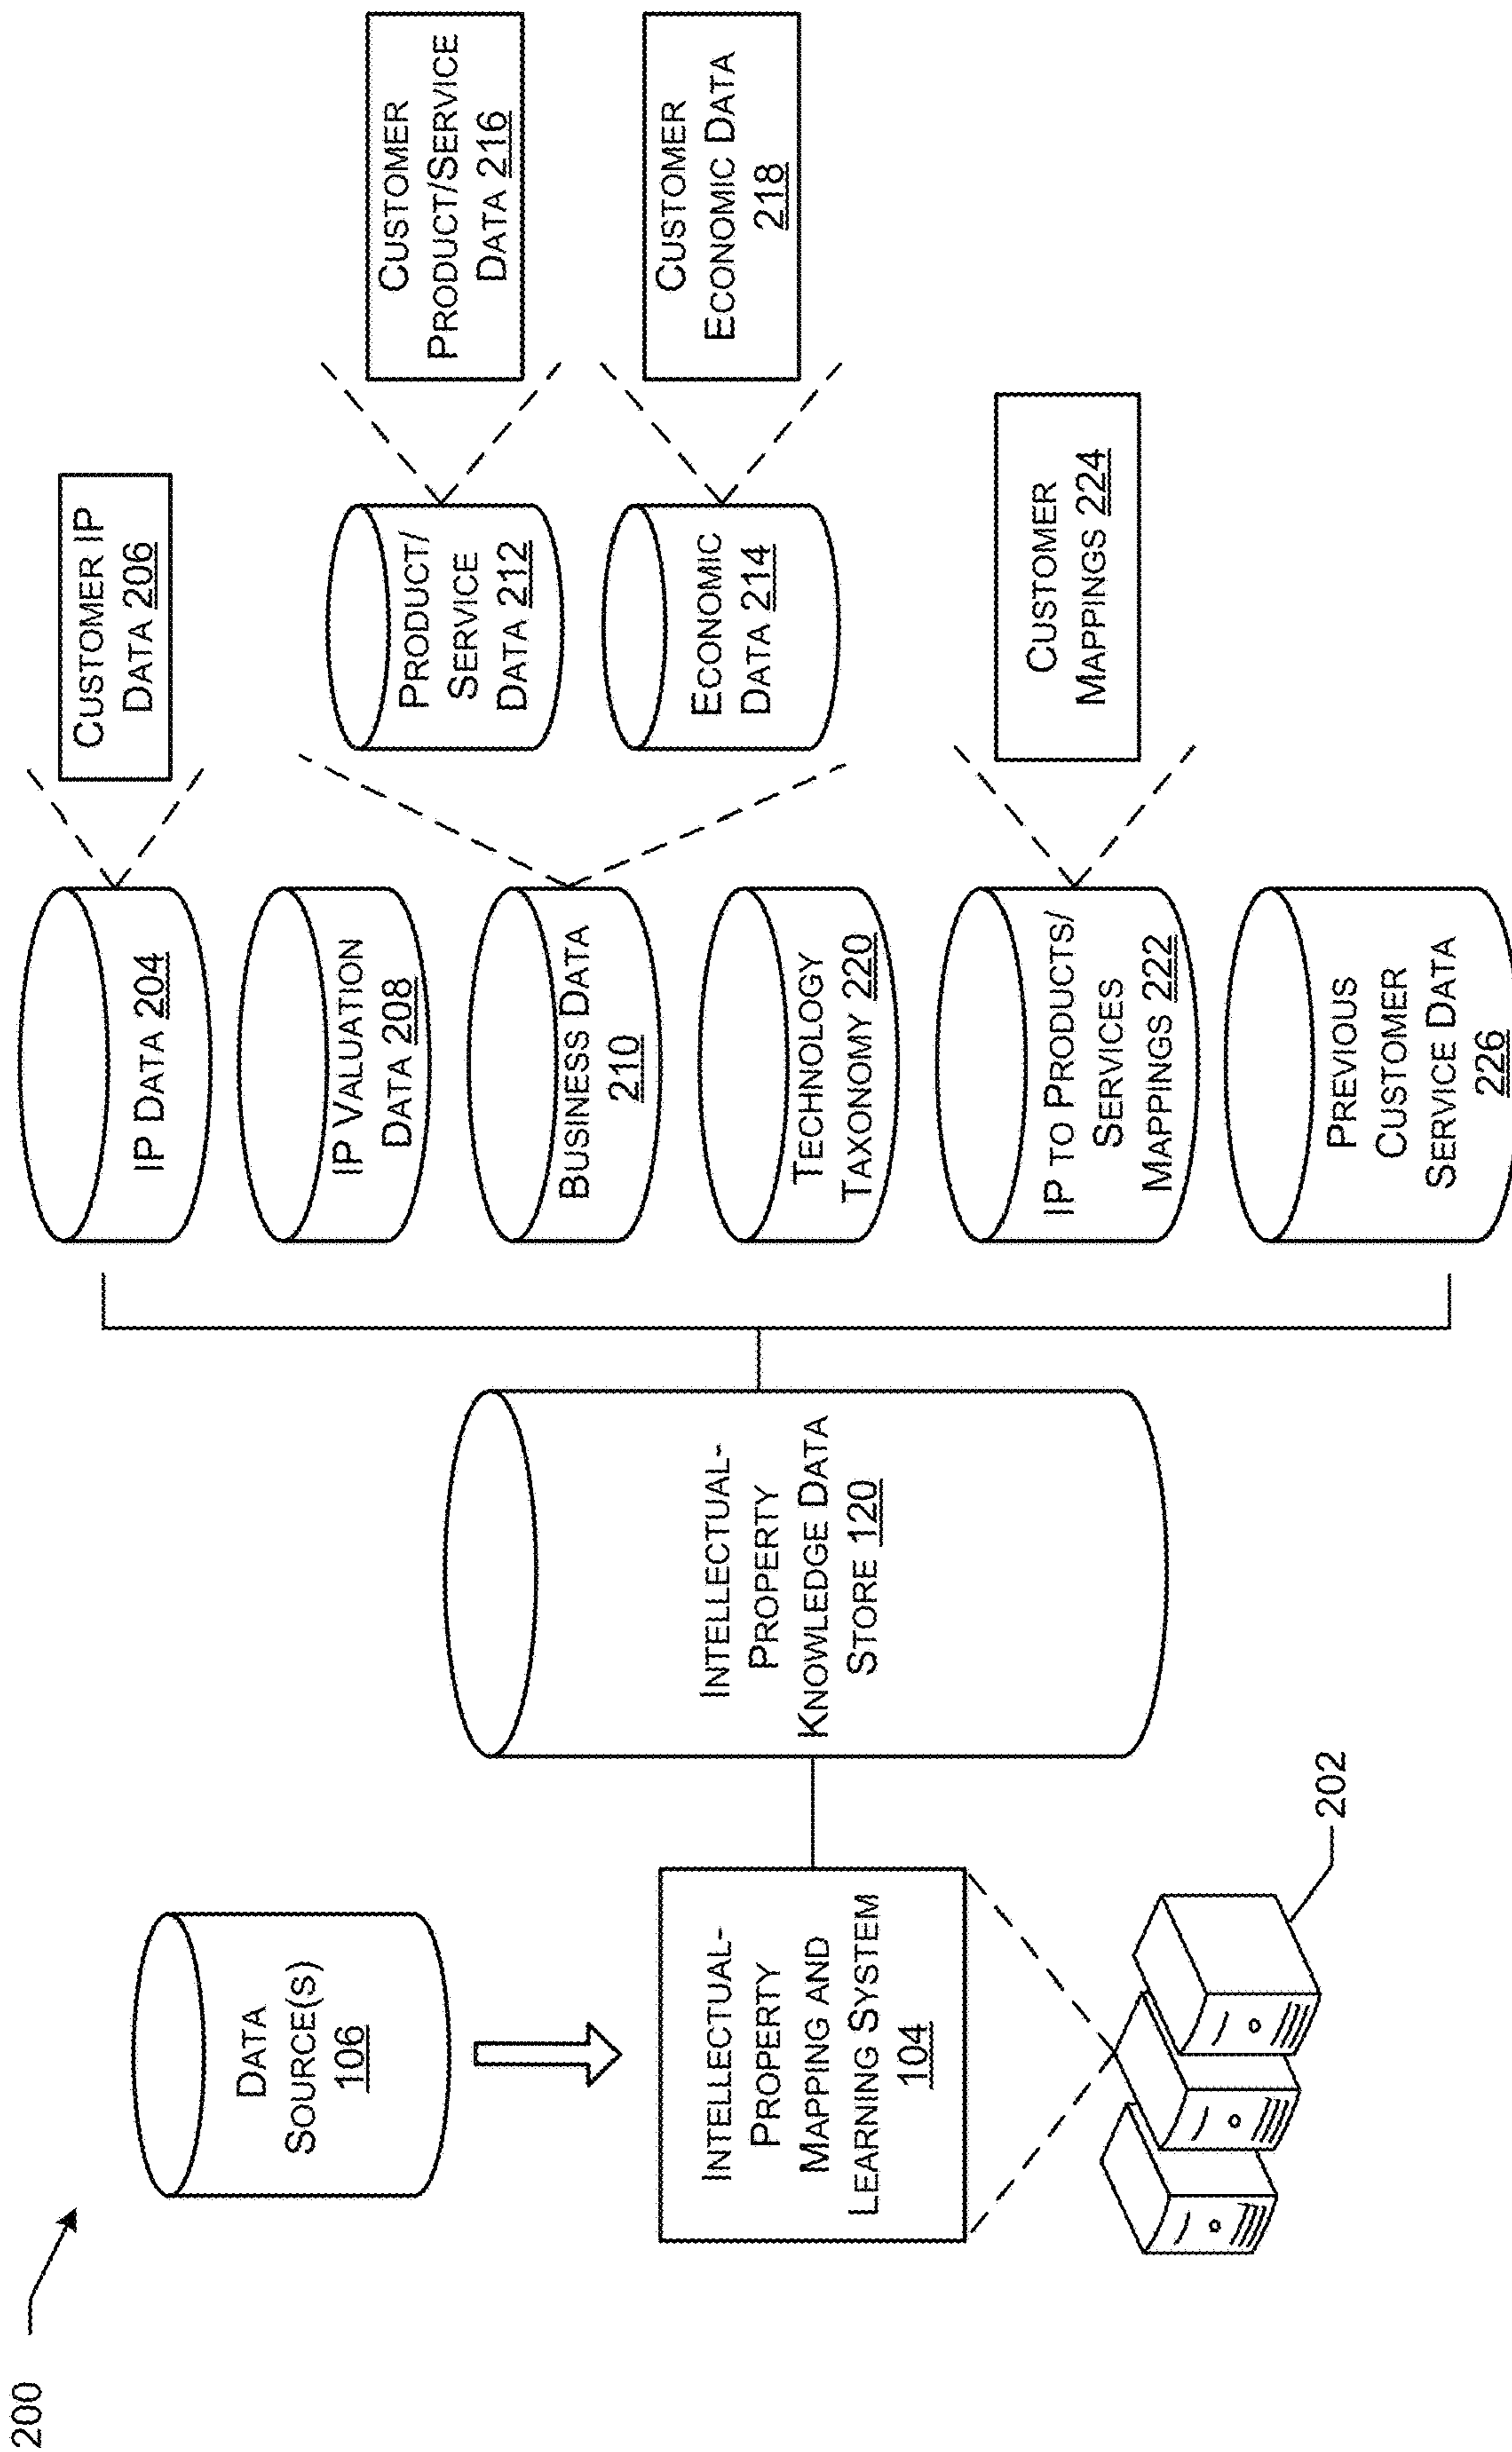 200
DATA
SOURCE(S)
106
INTELLECTUAL-
PROPERTY
MAPPING AND
LEARNING SYSTEM
104
202
INTELLECTUAL-
PROPERTY
KNOWLEDGE DATA
STORE 120
IP DATA 204
CUSTOMER IP
DATA 206
IP VALUATION
DATA 208
BUSINESS DATA
210
PRODUCT/
SERVICE
DATA 212
CUSTOMER
PRODUCT/SERVICE
DATA 216
ECONOMIC
DATA 214
CUSTOMER
ECONOMIC DATA
218
TECHNOLOGY
TAXONOMY 220
IP TO PRODUCTS/
SERVICES
MAPPINGS 222
CUSTOMER
MAPPINGS 224
PREVIOUS
CUSTOMER
SERVICE DATA
226